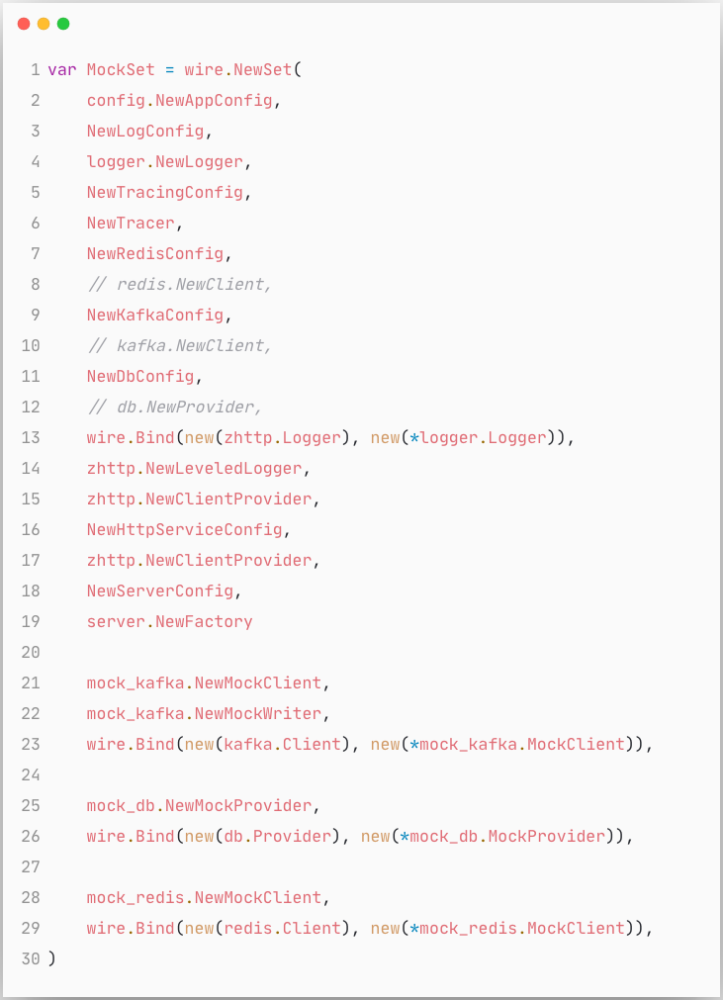 1 var MockSet = wire.NewSet(
2 config.NewAppConfig,
3 NewLogConfig,
4 logger.NewLogger,
5 NewTracingConfig,
6 NewTracer,
7 NewRedisConfig,
8 // redis.NewClient,
9 NewKafkaConfig,
10 // kafka.NewClient,
11 NewDbConfig,
12 // db.NewProvider,
13 wire.Bind(new(zhttp.Logger), new(*logger.Logger)),
14 zhttp.NewLeveledLogger,
15 zhttp.NewClientProvider,
16 NewHttpServiceConfig,
17 zhttp.NewClientProvider,
18 NewServerConfig,
19 server.NewFactory
20
21 mock_kafka.NewMockClient,
22 mock_kafka.NewMockWriter,
23 wire.Bind(new(kafka.Client), new(*mock_kafka.MockClient)),
24
25 mock_db.NewMockProvider,
26 wire.Bind(new(db.Provider), new(*mock_db.MockProvider)),
27
28 mock_redis.NewMockClient,
29 wire.Bind(new(redis.Client), new(*mock_redis.MockClient)),
30 )